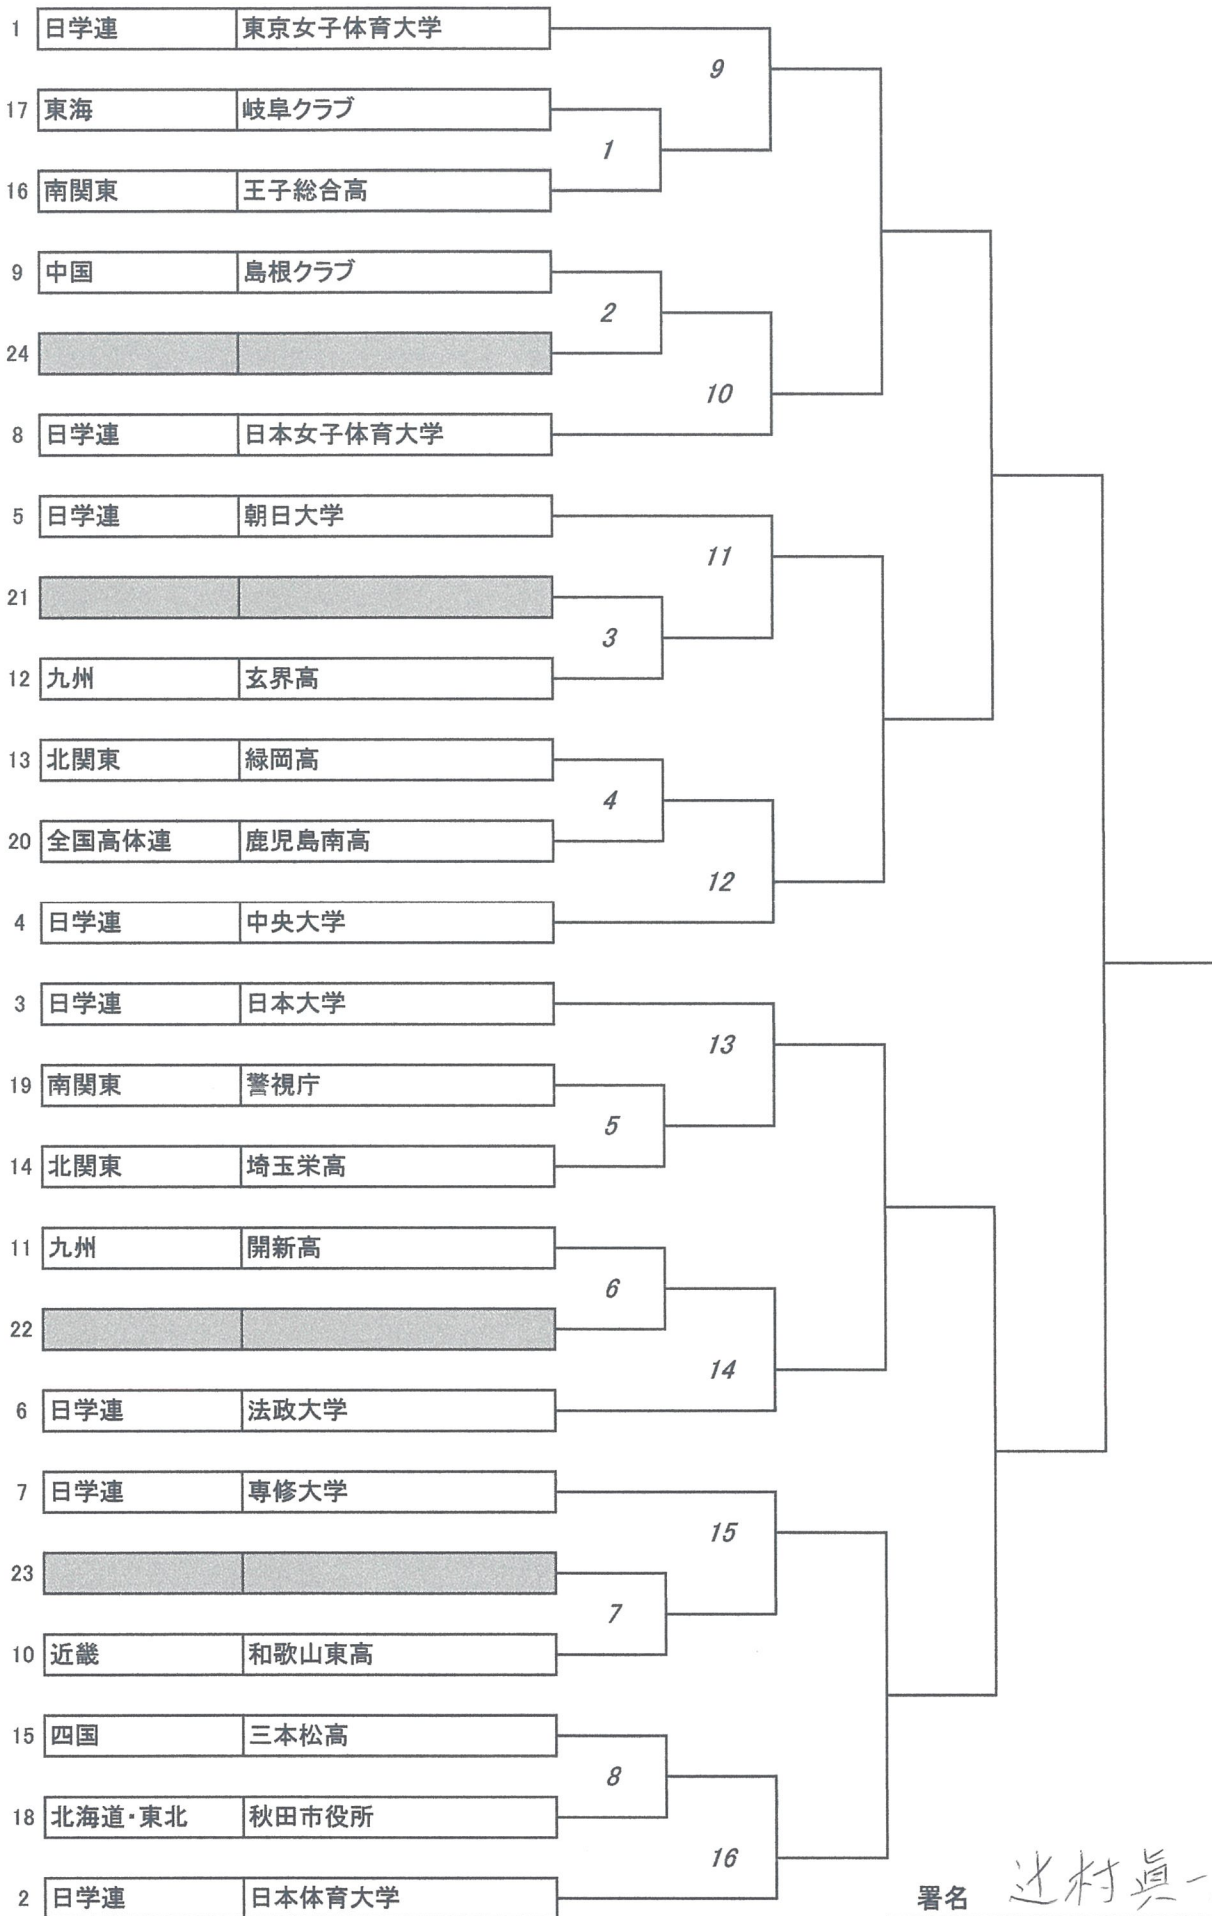 1 日学連 東京女子体育大学
9
17 東海 岐阜クラブ
1
16 南関東 王子総合高
9 中国 島根クラブ
2
24
10
8 日学連 日本女子体育大学
5 日学連 朝日大学
11
21
3
12 九州 玄界高
13 北関東 緑岡高
4
20 全国高体連 鹿児島南高
12
4 日学連 中央大学
3 日学連 日本大学
13
19 南関東 警視庁
5
14 北関東 埼玉栄高
11 九州 開新高
6
22
14
6 日学連 法政大学
7 日学連 専修大学
15
23
7
10 近畿 和歌山東高
15 四国 三本松高
8
18 北海道・東北 秋田市役所
16
2 日学連 日本体育大学
署名 辻村眞一